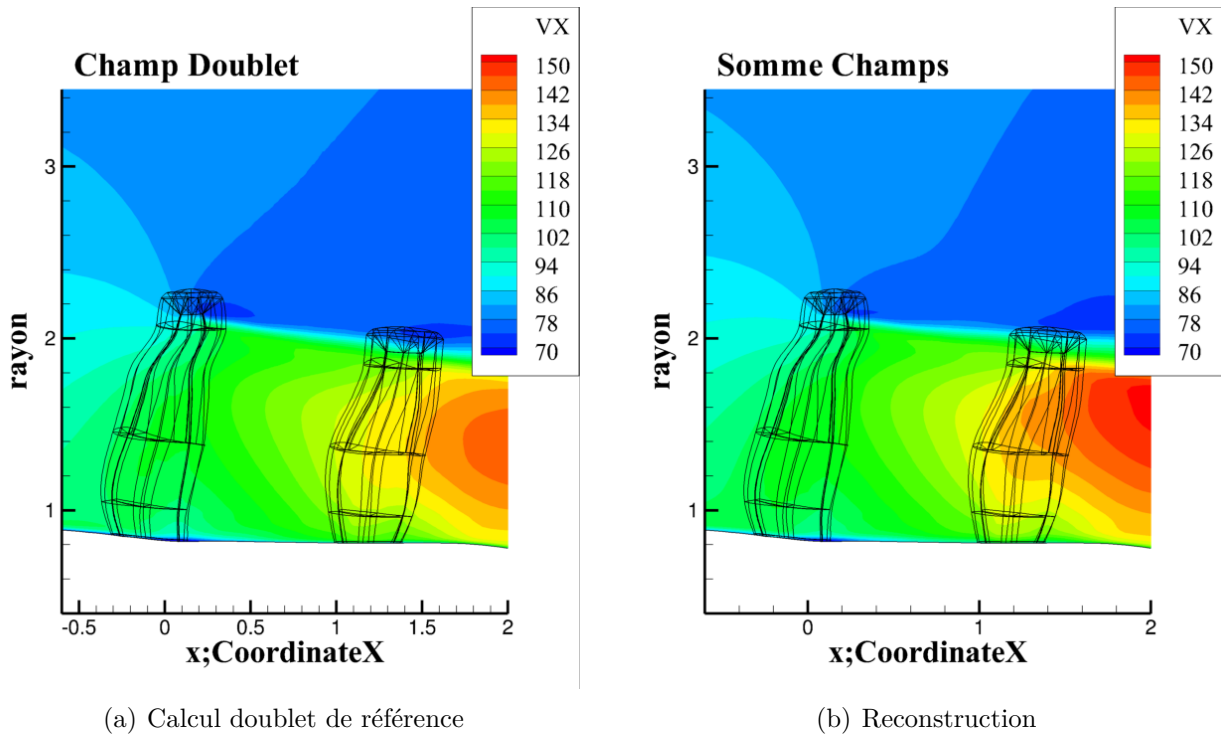 Champ Doublet
VX
150
142
134
126
118
110
102
94
86
78
70
3
2
1
rayon
-0.5 0 0.5 1 1.5 2
x;CoordinateX
(a) Calcul doublet de référence
Somme Champs
VX
150
142
134
126
118
110
102
94
86
78
70
3
2
1
rayon
0 1 2
x;CoordinateX
(b) Reconstruction